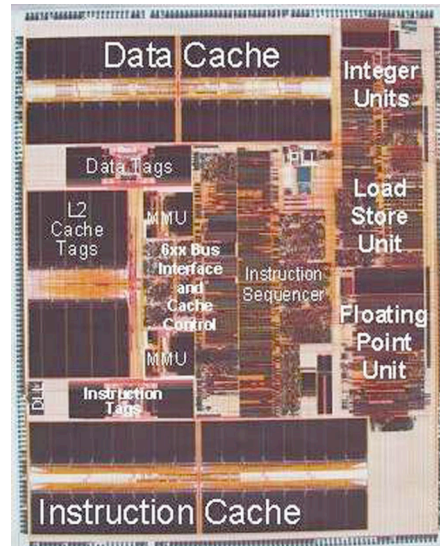 Data Cache
Integer
Units
Data Tags
L2
Cache
Tags
MMU
Load
Store
Unit
6xx Bus
Interface
and
Cache
Control
Instruction
Sequencer
Floating
Point
Unit
MMU
DLL
Instruction
Tags
Instruction Cache